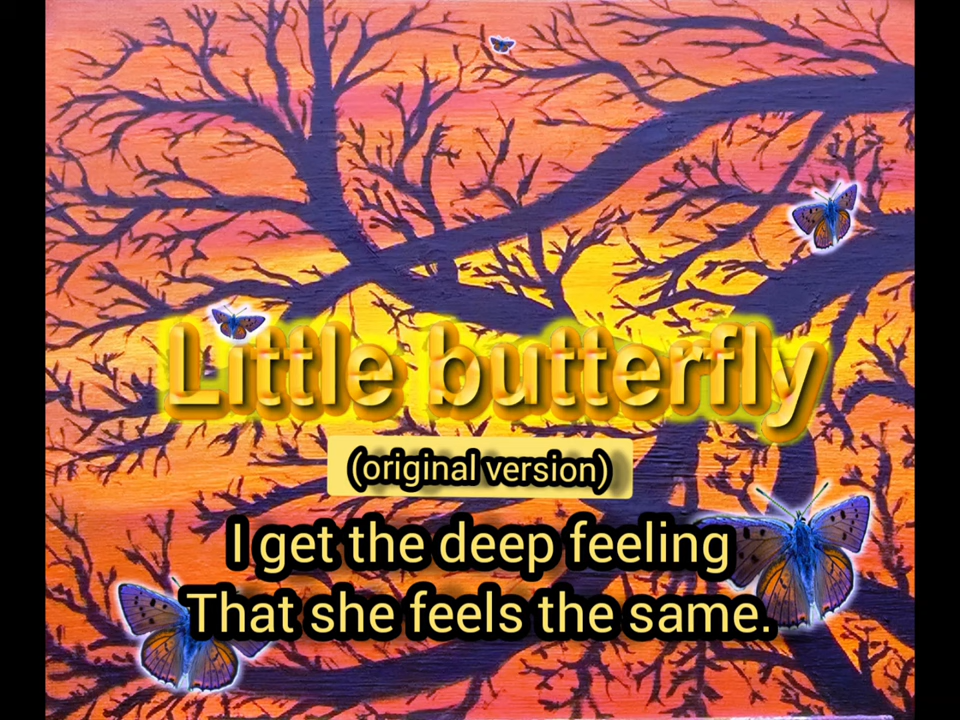 Little butterfly
(original version)
I get the deep feeling
That she feels the same.